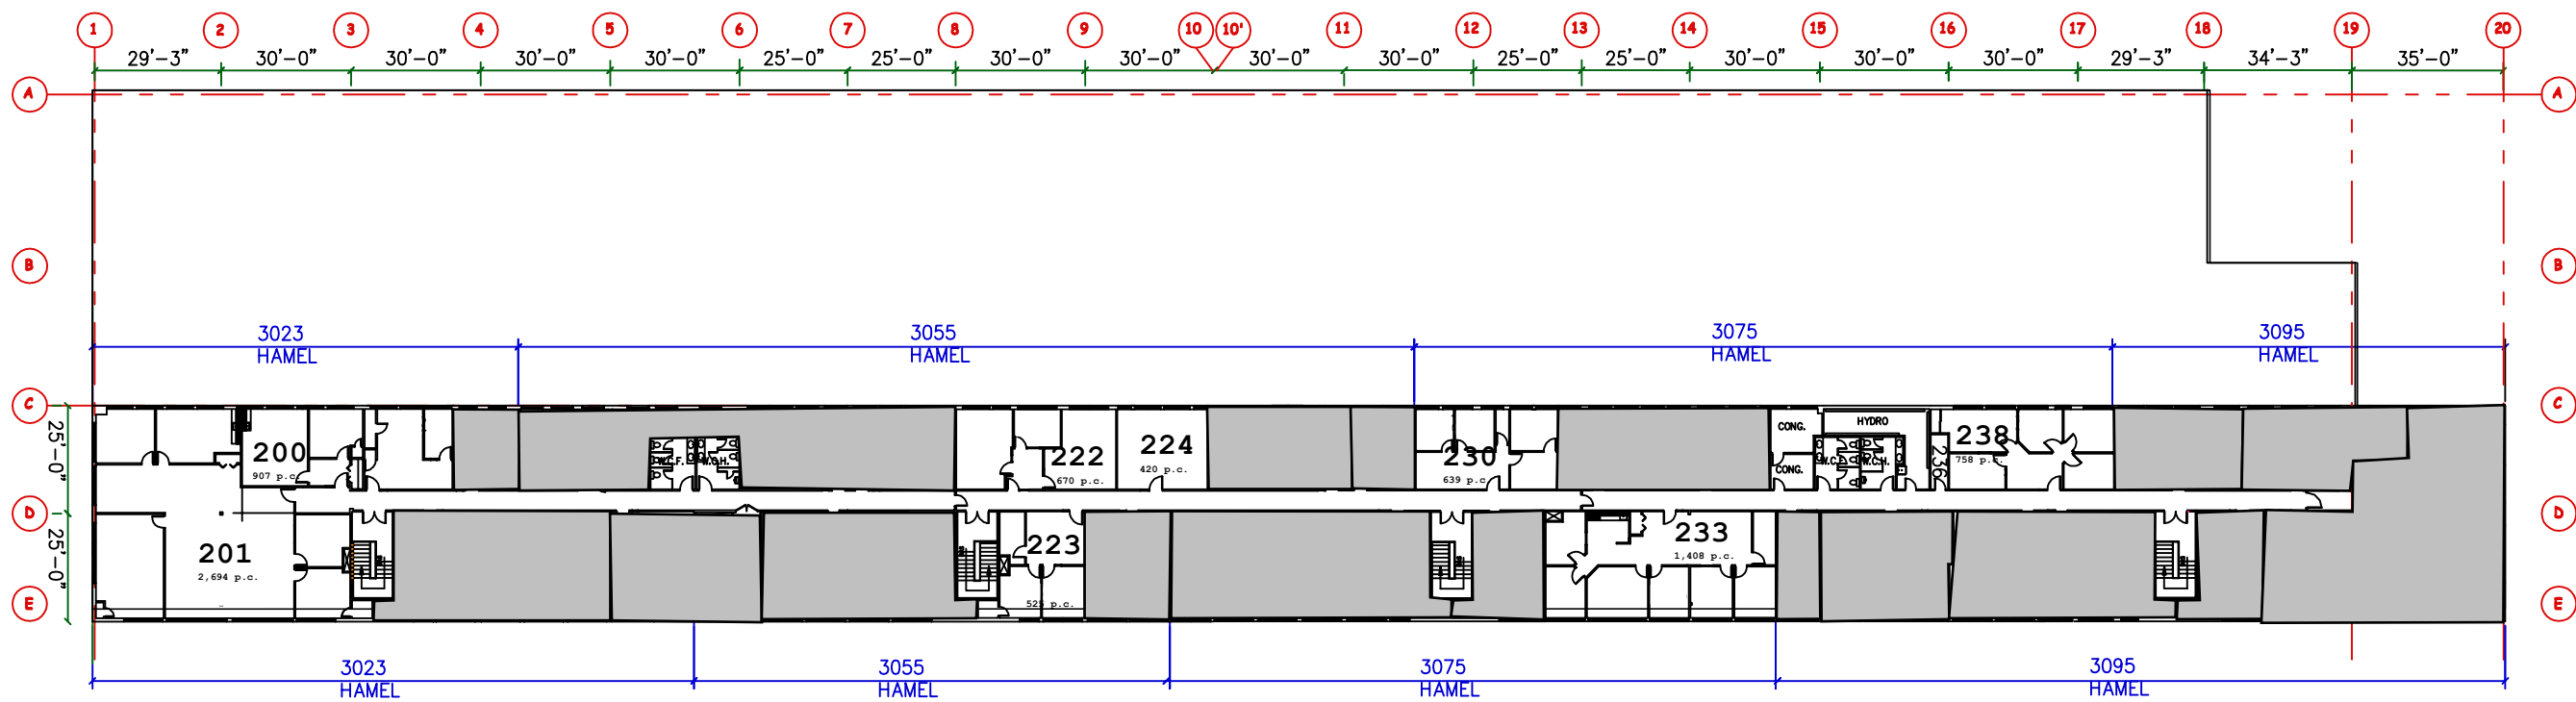 1 2 3 4 5 6 7 8 9 10 10' 11 12 13 14 15 16 17 18 19 20
29'-3" 30'-0" 30'-0" 30'-0" 30'-0" 25'-0" 25'-0" 30'-0" 30'-0" 30'-0" 30'-0" 25'-0" 25'-0" 30'-0" 30'-0" 30'-0" 29'-3" 34'-3" 35'-0"
A A
B B
3023 3055 3075 3095
HAMEL HAMEL HAMEL HAMEL
C C
25'-0"
HYDRO
CONG.
200 222 224 230 236 238
907 p.c. 670 p.c. 420 p.c. 639 p.c. 758 p.c.
W.C.F. W.C.H. CONG. W.C.F. W.C.H.
D D
25'-0"
201 223 233
2,694 p.c. 525 p.c. 1,408 p.c.
E E
3023 3055 3075 3095
HAMEL HAMEL HAMEL HAMEL